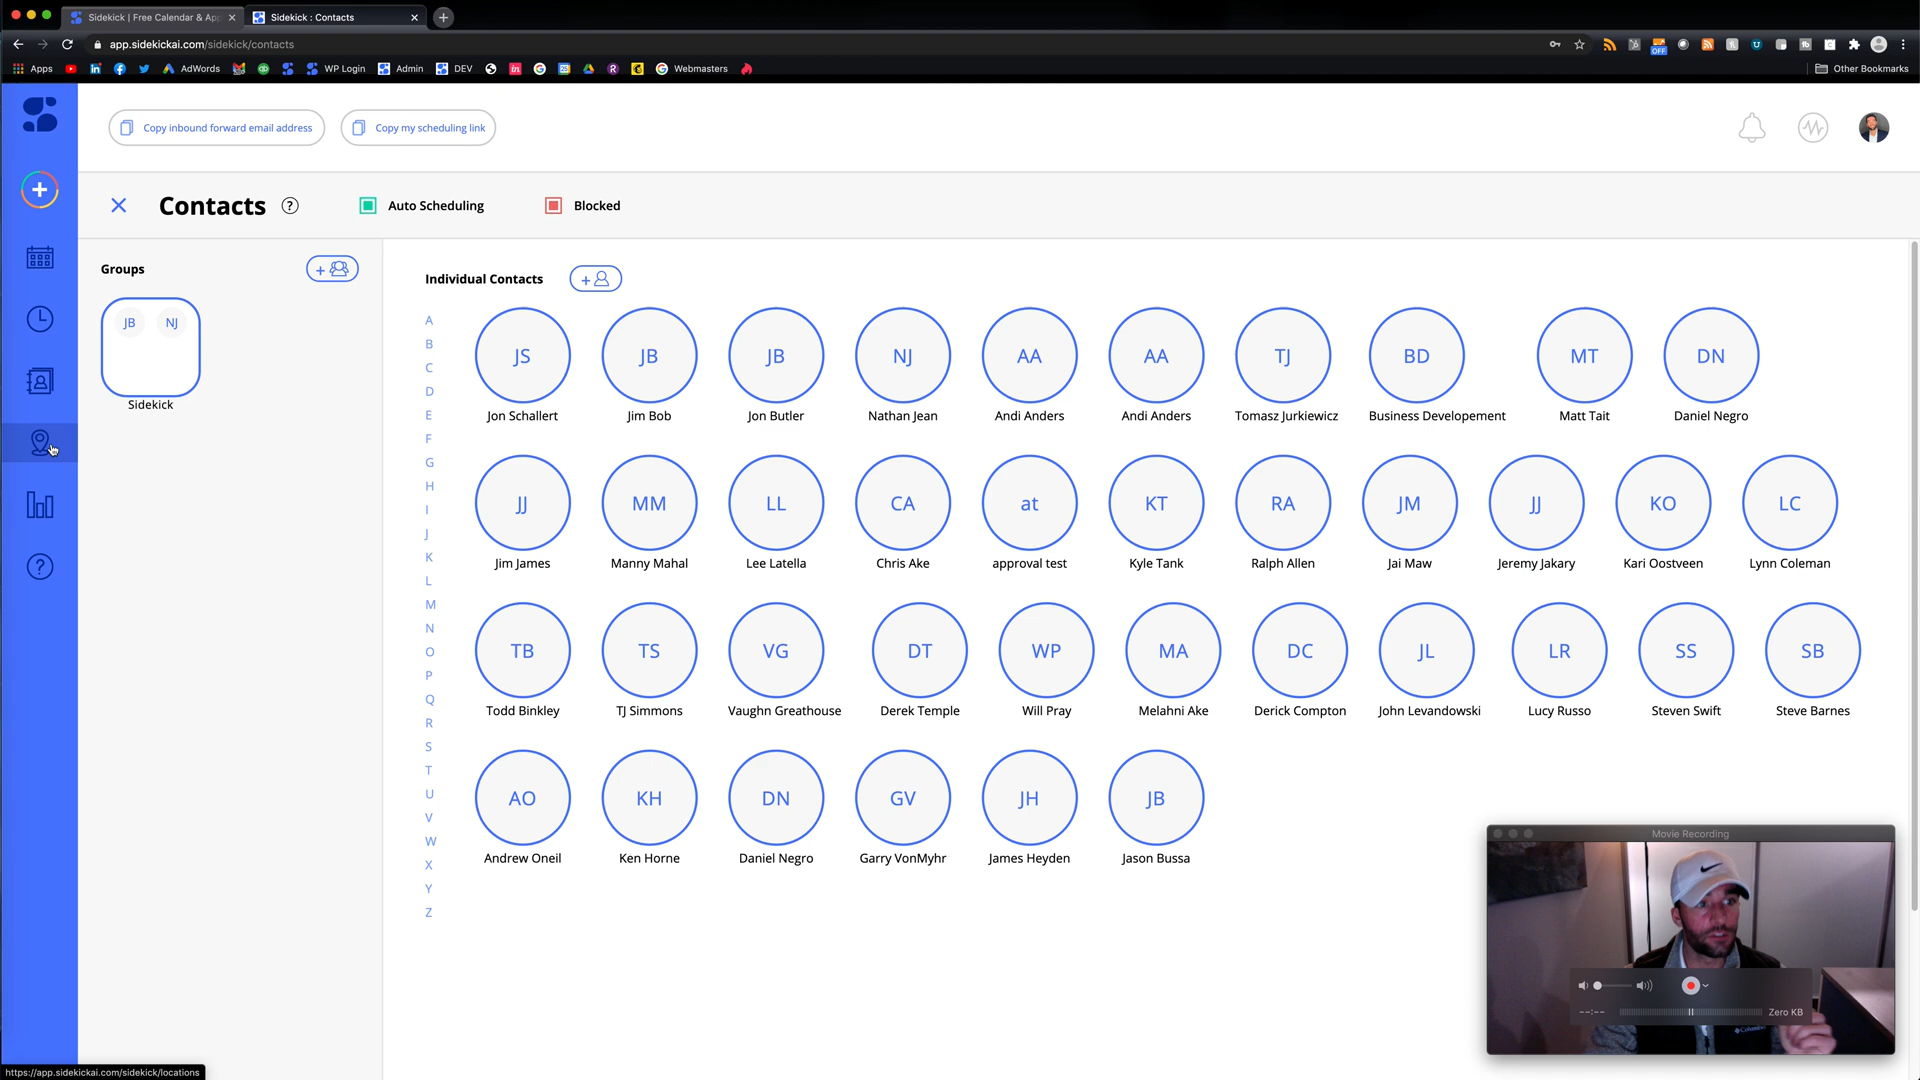 Sidekick | Free Calendar & App
Sidekick : Contacts
app.sidekickai.com/sidekick/contacts
OFF
Apps
AdWords
WP Login
Admin
DEV
Webmasters
Other Bookmarks
Copy inbound forward email address
Copy my scheduling link
Contacts
?
Auto Scheduling
Blocked
Groups
JB NJ
Sidekick
Individual Contacts
A
B
C
D
E
F
G
H
I
J
K
L
M
N
O
P
Q
R
S
T
U
V
W
X
Y
Z
JS JB JB NJ AA AA TJ BD MT DN
Jon Schallert Jim Bob Jon Butler Nathan Jean Andi Anders Andi Anders Tomasz Jurkiewicz Business Developement Matt Tait Daniel Negro
JJ MM LL CA at KT RA JM JJ KO LC
Jim James Manny Mahal Lee Latella Chris Ake approval test Kyle Tank Ralph Allen Jai Maw Jeremy Jakary Kari Oostveen Lynn Coleman
TB TS VG DT WP MA DC JL LR SS SB
Todd Binkley TJ Simmons Vaughn Greathouse Derek Temple Will Pray Melahni Ake Derick Compton John Levandowski Lucy Russo Steven Swift Steve Barnes
AO KH DN GV JH JB
Andrew Oneil Ken Horne Daniel Negro Garry VonMyhr James Heyden Jason Bussa
Movie Recording
--:--
Zero KB
Columbia
https://app.sidekickai.com/sidekick/locations